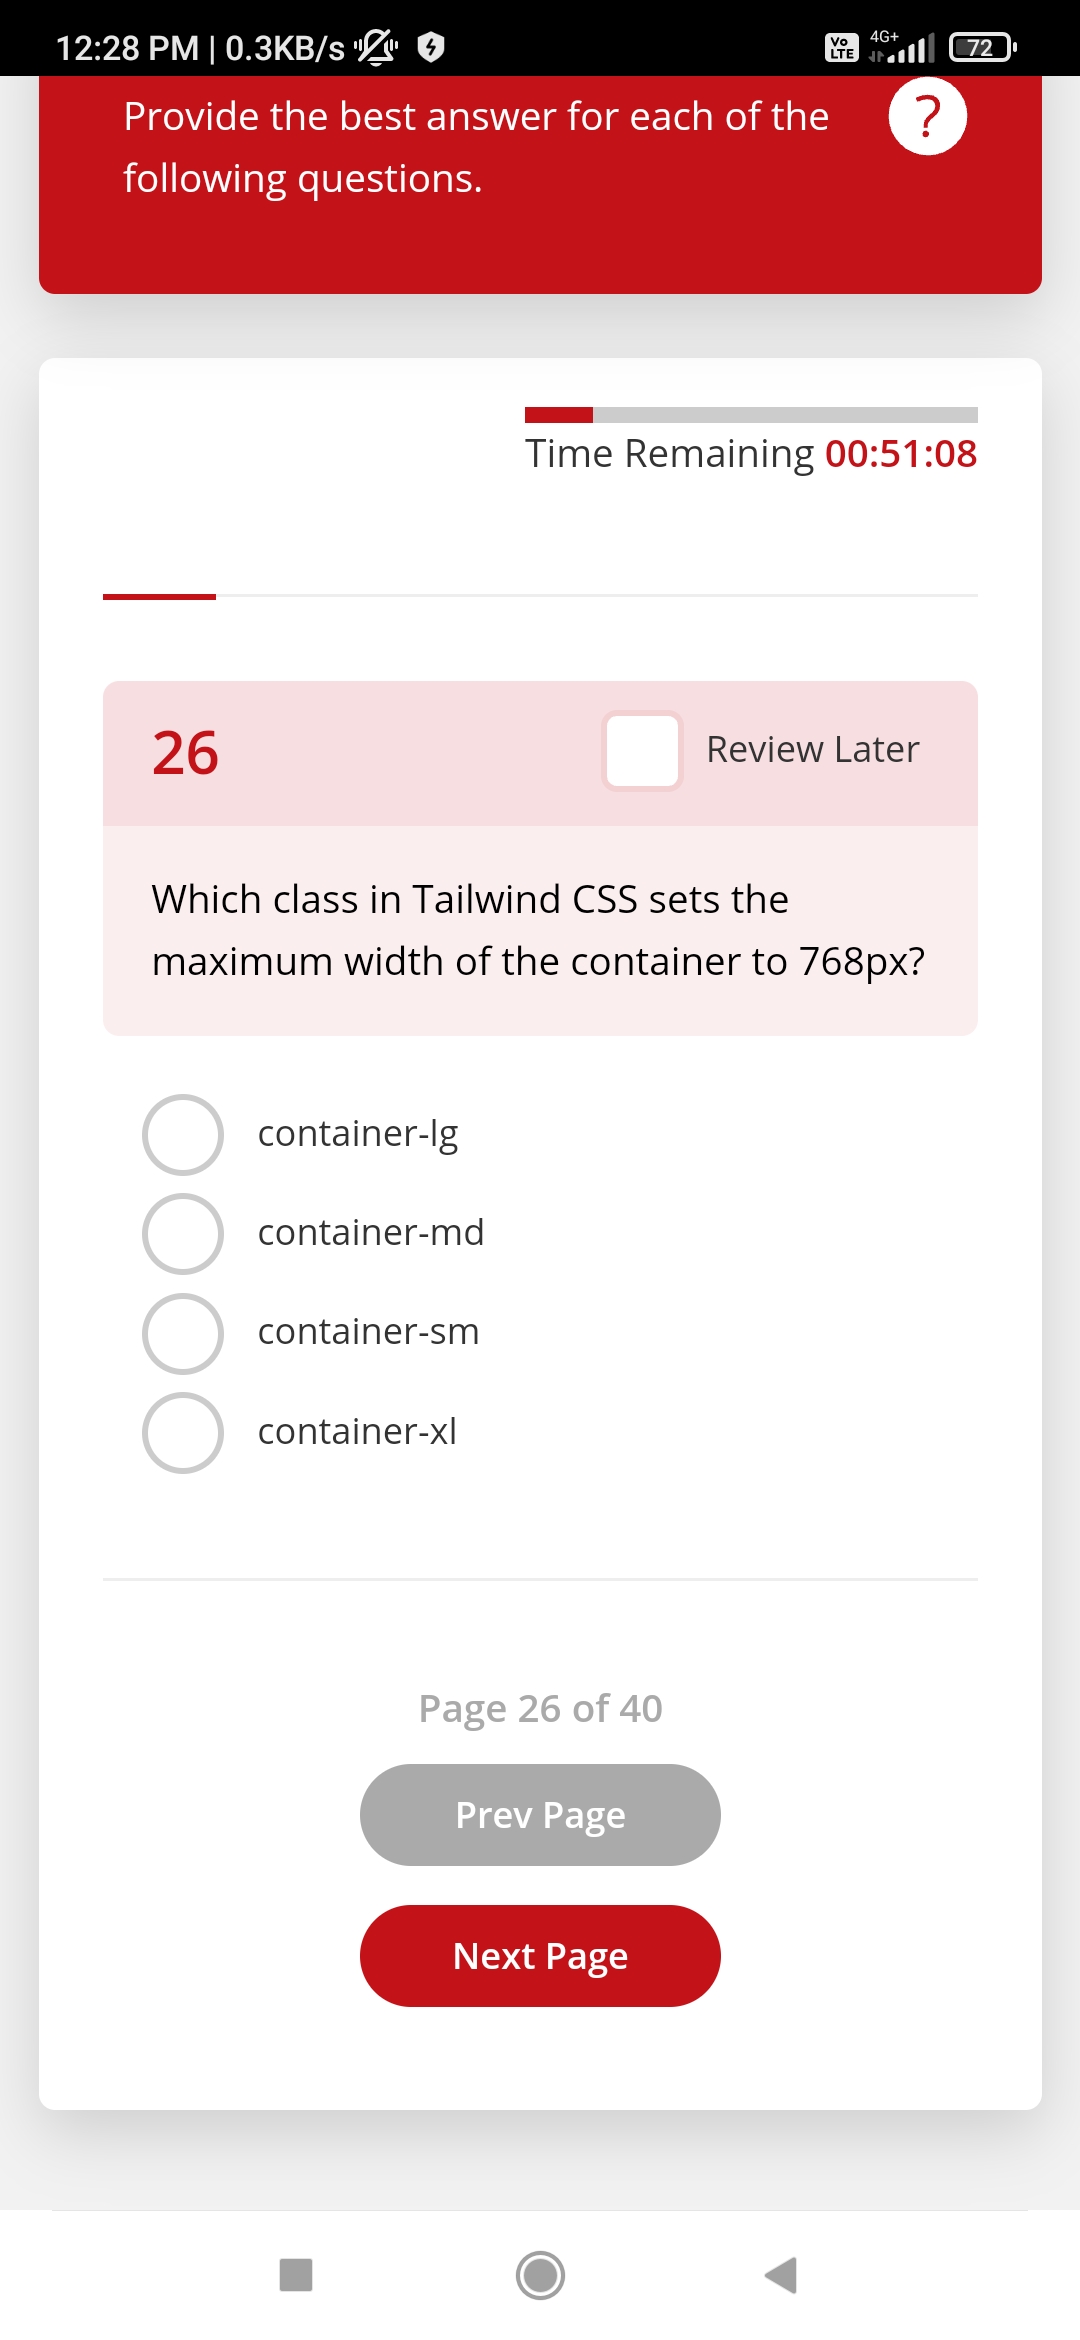 12:28 PM | 0.3KB/s
Vo LTE 4G+ 72
Provide the best answer for each of the
following questions.
?
Time Remaining 00:51:08
26
Review Later
Which class in Tailwind CSS sets the
maximum width of the container to 768px?
container-lg
container-md
container-sm
container-xl
Page 26 of 40
Prev Page
Next Page